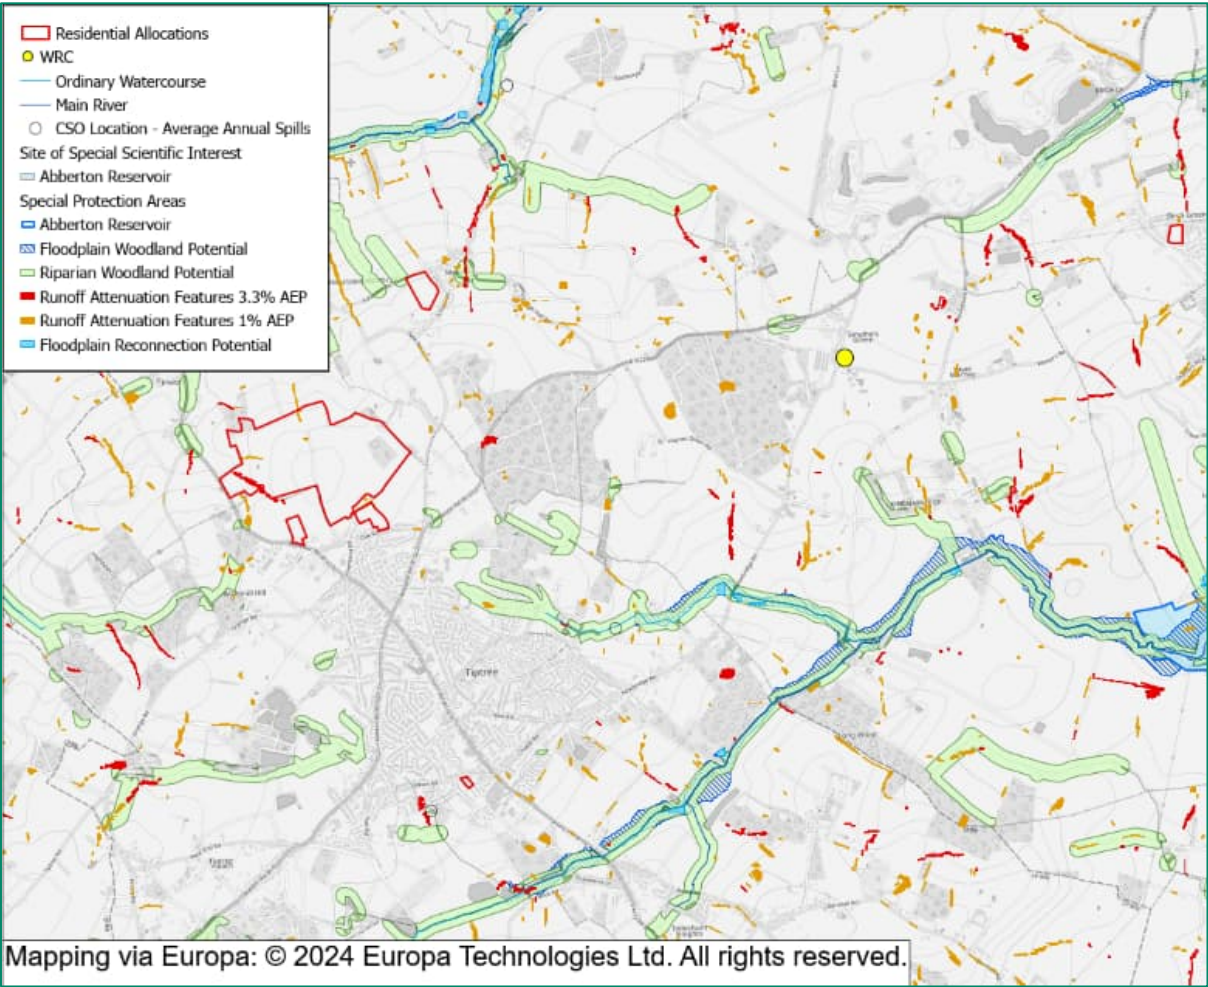 Residential Allocations
WRC
Ordinary Watercourse
Main River
CSO Location - Average Annual Spills
Site of Special Scientific Interest
Abberton Reservoir
Special Protection Areas
Abberton Reservoir
Floodplain Woodland Potential
Riparian Woodland Potential
Runoff Attenuation Features 3.3% AEP
Runoff Attenuation Features 1% AEP
Floodplain Reconnection Potential
Tiptree
Mapping via Europa: © 2024 Europa Technologies Ltd. All rights reserved.